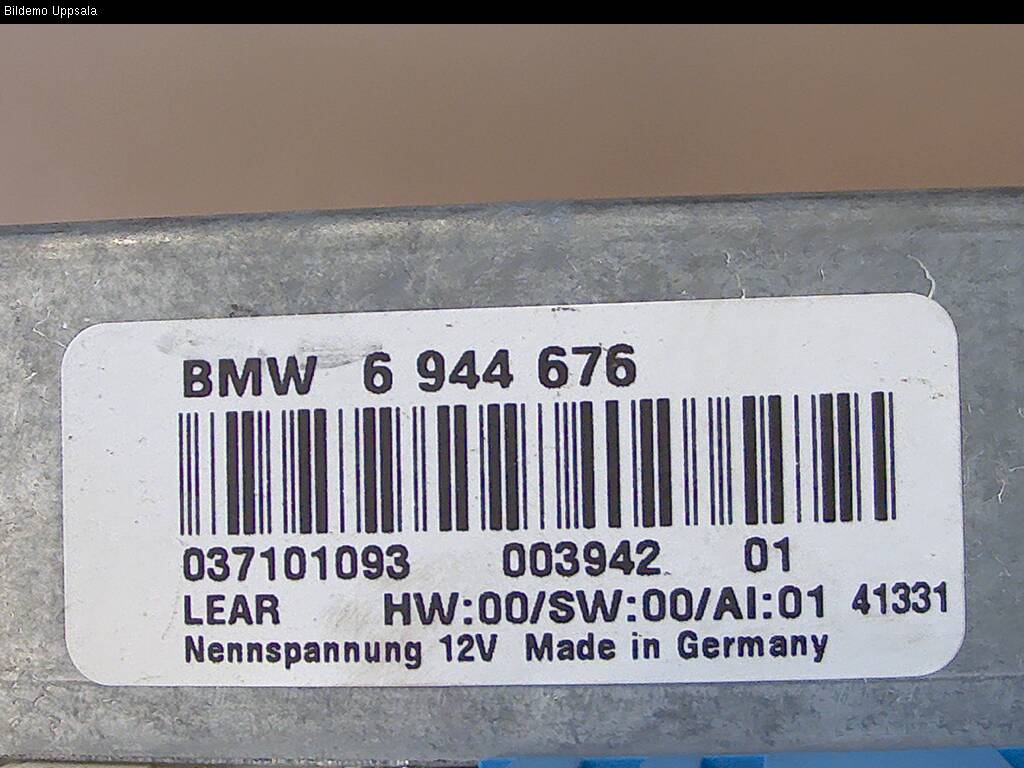 Bildemo Uppsala
BMW 6 944 676
037101093 003942 01
LEAR HW:00/SW:00/AI:01 41331
Nennspannung 12V Made in Germany